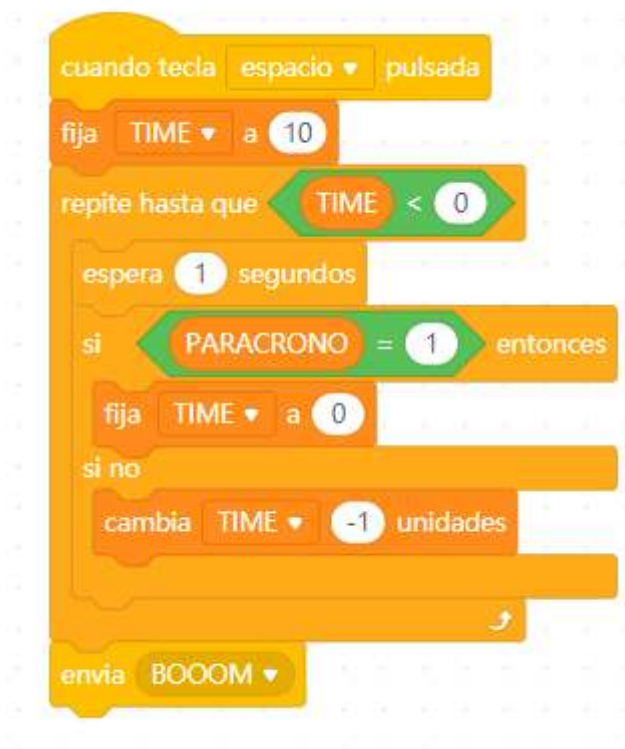 cuando tecla espacio pulsada
fija TIME a 10
repite hasta que TIME < 0
espera 1 segundos
si PARACRONO = 1 entonces
fija TIME a 0
si no
cambia TIME -1 unidades
envia BOOOM